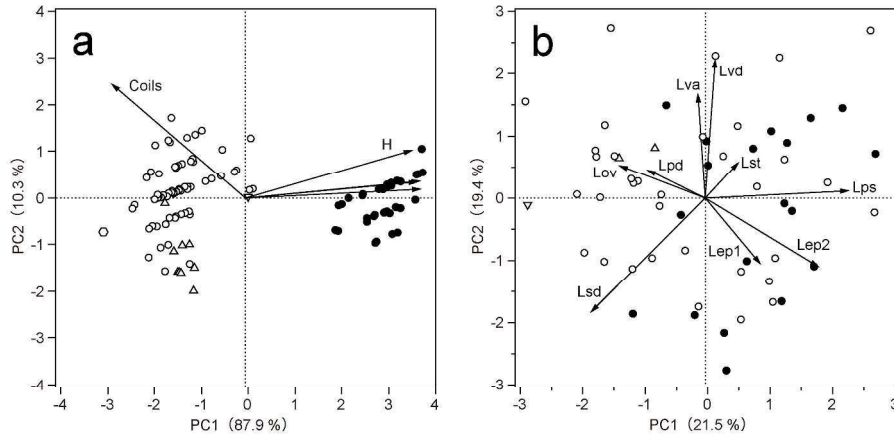 a
4
3
2
1
0
-1
-2
-3
-4
PC2 (10.3 %)
Coils
H
-4 -3 -2 -1 0 1 2 3 4
PC1 (87.9 %)
b
3
2
1
0
-1
-2
-3
PC2 (19.4 %)
Lva
Lvd
Lst
Lpd
Lov
Lps
Lep1
Lep2
Lsd
-3 -2 -1 0 1 2 3
PC1 (21.5 %)